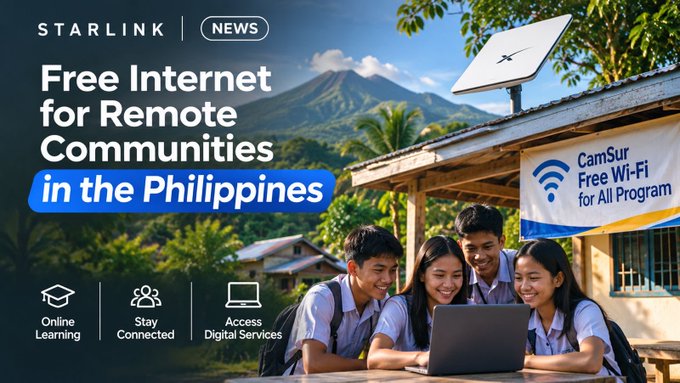 STARLINK
NEWS
Free Internet
for Remote
Communities
in the Philippines
Online
Learning
Stay
Connected
Access
Digital Services
CamSur
Free Wi-Fi
for All Program